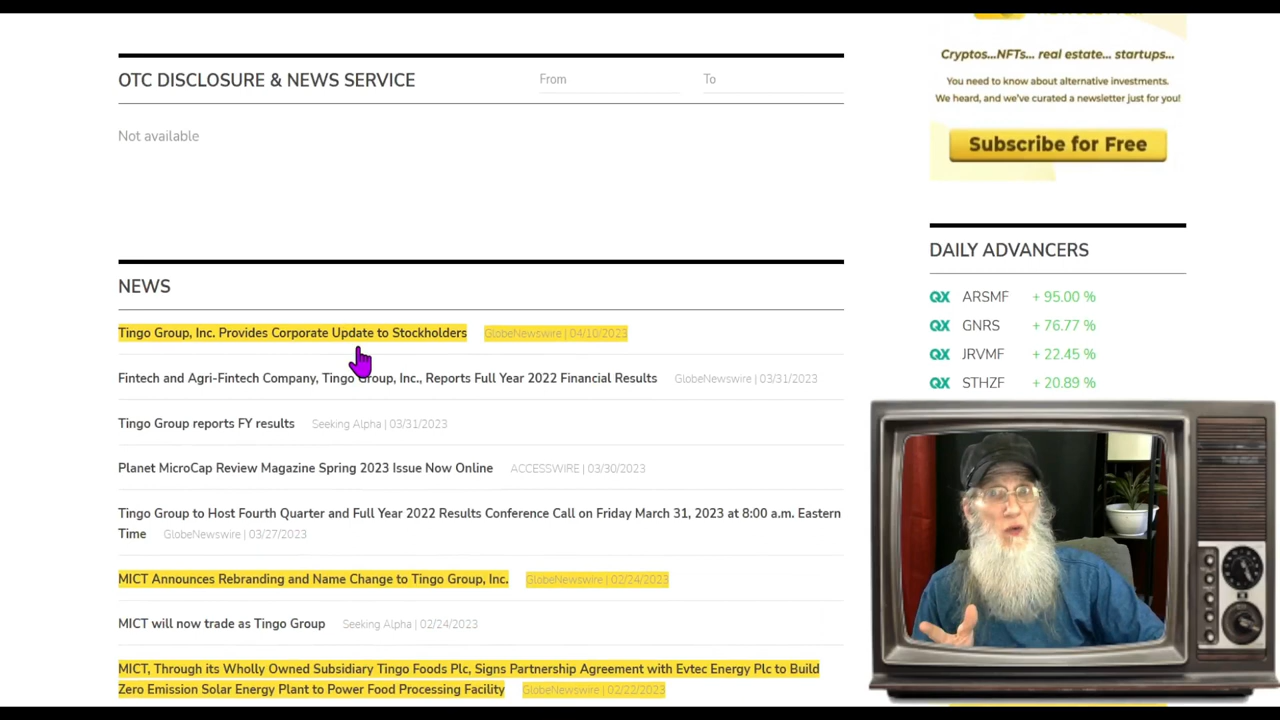 Cryptos...NFTs... real estate... startups...
You need to know about alternative investments.
We heard, and we've curated a newsletter just for you!
Subscribe for Free
OTC DISCLOSURE & NEWS SERVICE From To
Not available
NEWS
Tingo Group, Inc. Provides Corporate Update to Stockholders GlobeNewswire | 04/10/2023
Fintech and Agri-Fintech Company, Tingo Group, Inc., Reports Full Year 2022 Financial Results GlobeNewswire | 03/31/2023
Tingo Group reports FY results Seeking Alpha | 03/31/2023
Planet MicroCap Review Magazine Spring 2023 Issue Now Online ACCESSWIRE | 03/30/2023
Tingo Group to Host Fourth Quarter and Full Year 2022 Results Conference Call on Friday March 31, 2023 at 8:00 a.m. Eastern
Time GlobeNewswire | 03/27/2023
MICT Announces Rebranding and Name Change to Tingo Group, Inc. GlobeNewswire | 02/24/2023
MICT will now trade as Tingo Group Seeking Alpha | 02/24/2023
MICT, Through its Wholly Owned Subsidiary Tingo Foods Plc, Signs Partnership Agreement with Evtec Energy Plc to Build
Zero Emission Solar Energy Plant to Power Food Processing Facility GlobeNewswire | 02/22/2023
DAILY ADVANCERS
QX ARSMF + 95.00 %
QX GNRS + 76.77 %
QX JRVMF + 22.45 %
QX STHZF + 20.89 %